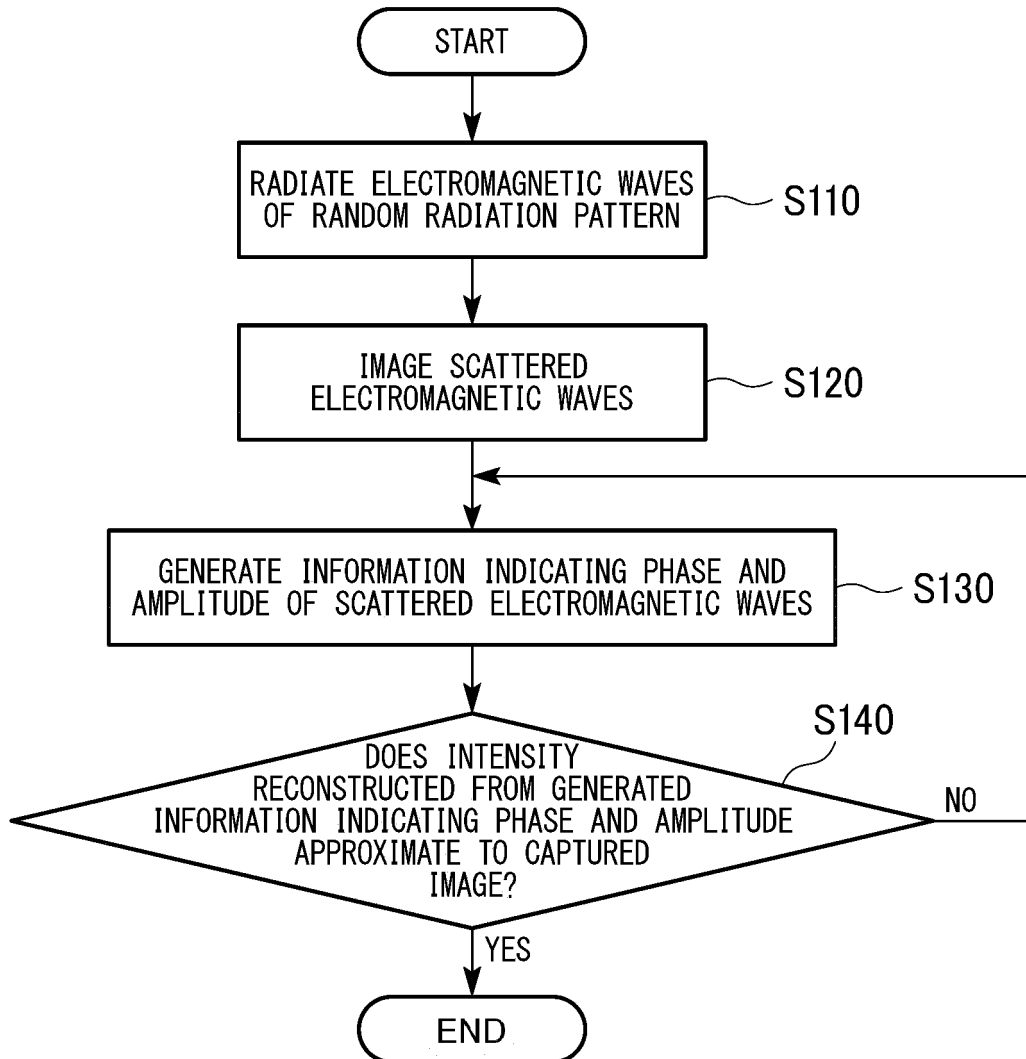 START
RADIATE ELECTROMAGNETIC WAVES
OF RANDOM RADIATION PATTERN
S110
IMAGE SCATTERED
ELECTROMAGNETIC WAVES
S120
GENERATE INFORMATION INDICATING PHASE AND
AMPLITUDE OF SCATTERED ELECTROMAGNETIC WAVES
S130
S140
DOES INTENSITY
RECONSTRUCTED FROM GENERATED
INFORMATION INDICATING PHASE AND AMPLITUDE
APPROXIMATE TO CAPTURED
IMAGE?
NO
YES
END